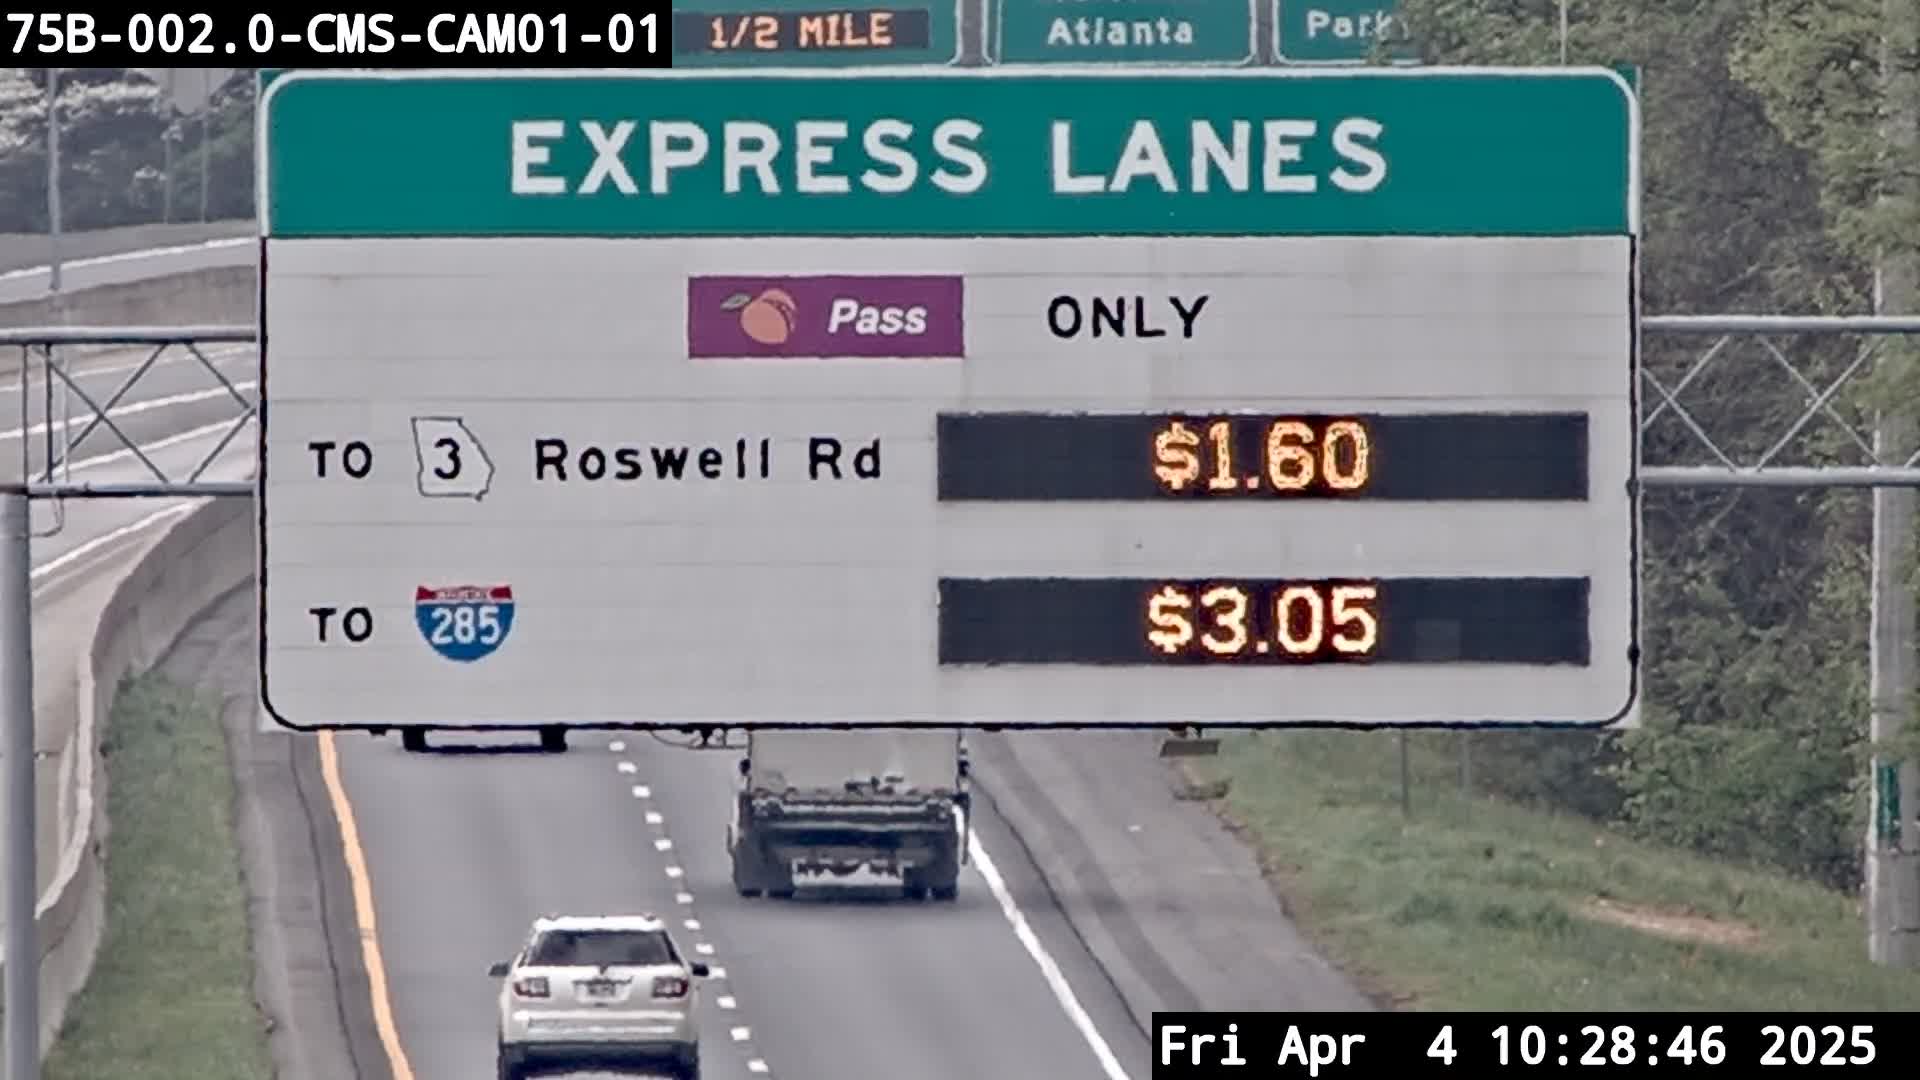 75B-002.0-CMS-CAM01-01
1/2 MILE
Atlanta
EXPRESS LANES
Pass ONLY
TO 3 Roswell Rd $1.60
TO 285 $3.05
Fri Apr 4 10:28:46 2025